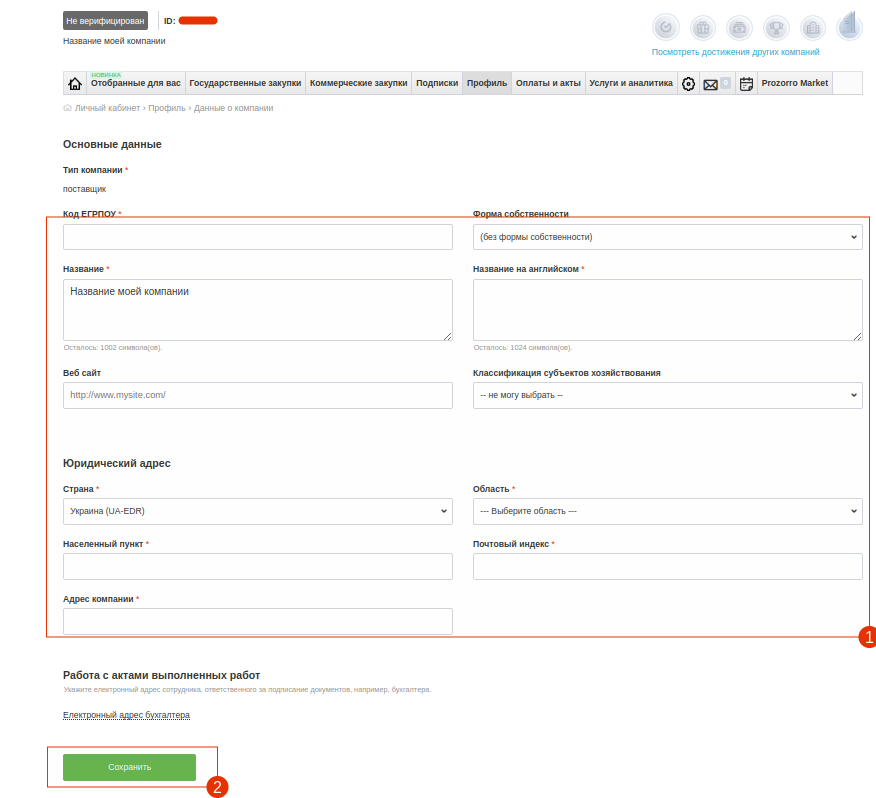 Не верифицирован
ID:
Название моей компании
Посмотреть достижения других компаний
НОВИНКА
Отобранные для вас Государственные закупки Коммерческие закупки Подписки Профиль Оплаты и акты Услуги и аналитика 0 Prozorro Market
Личный кабинет › Профиль › Данные о компании
Основные данные
Тип компании *
поставщик
Код ЕГРПОУ * Форма собственности
(без формы собственности)
Название * Название на английском *
Название моей компании
Осталось: 1002 символа(ов). Осталось: 1024 символа(ов).
Веб сайт Классификация субъектов хозяйствования
http://www.mysite.com/ -- не могу выбрать --
Юридический адрес
Страна * Область *
Украина (UA-EDR) --- Выберите область ---
Населенный пункт * Почтовый индекс *
Адрес компании *
1
Работа с актами выполненных работ
Укажите електронный адрес сотрудника, ответственного за подписание документов, например, бухгалтера.
Електронный адрес бухгалтера
Сохранить
2